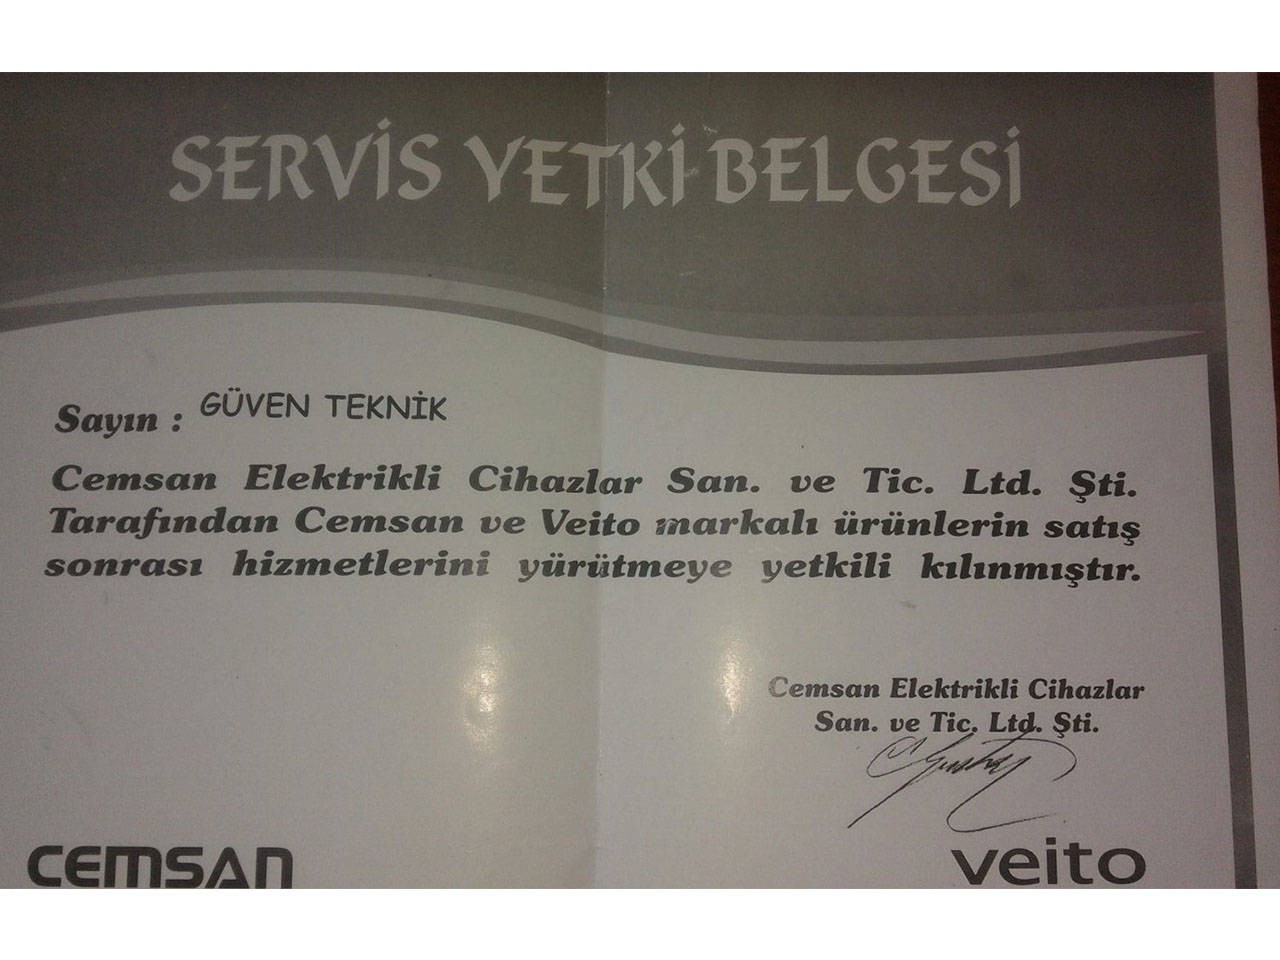 SERVİS YETKİ BELGESİ
Sayın : GÜVEN TEKNİK
Cemsan Elektrikli Cihazlar San. ve Tic. Ltd. Şti.
Tarafından Cemsan ve Veito markalı ürünlerin satış
sonrası hizmetlerini yürütmeye yetkili kılınmıştır.
Cemsan Elektrikli Cihazlar
San. ve Tic. Ltd. Şti.
CEMSAN
veito